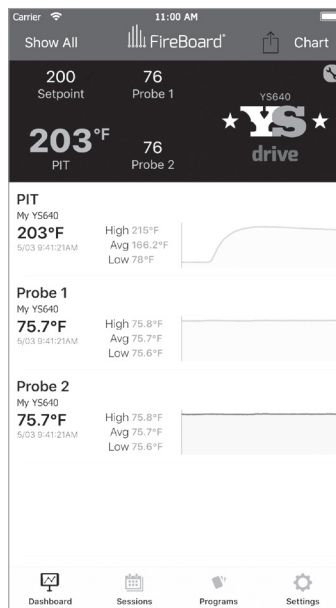 Carrier 11:00 AM
Show All FireBoard® Chart
200 76
Setpoint Probe 1
YS640
203°F 76
PIT Probe 2
YS
drive
PIT
My YS640
203°F
5/03 9:41:21AM
High 215°F
Avg 166.2°F
Low 78°F
Probe 1
My YS640
75.7°F
5/03 9:41:21AM
High 75.8°F
Avg 75.7°F
Low 75.6°F
Probe 2
My YS640
75.7°F
5/03 9:41:21AM
High 75.8°F
Avg 75.7°F
Low 75.6°F
Dashboard Sessions Programs Settings